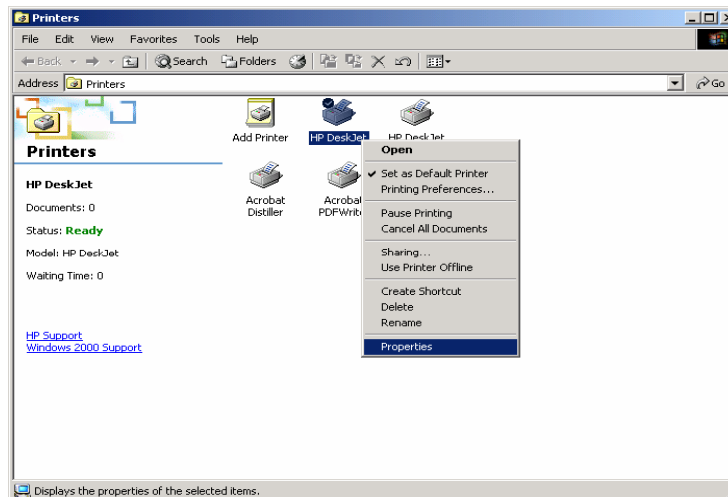 Printers
File Edit View Favorites Tools Help
Back Search Folders
Address Printers Go
Printers
HP DeskJet
Documents: 0
Status: Ready
Model: HP DeskJet
Waiting Time: 0
HP Support
Windows 2000 Support
Add Printer
HP DeskJet
HP DeskJet
Acrobat
Distiller
Acrobat
PDFWrite
Open
Set as Default Printer
Printing Preferences...
Pause Printing
Cancel All Documents
Sharing...
Use Printer Offline
Create Shortcut
Delete
Rename
Properties
Displays the properties of the selected items.